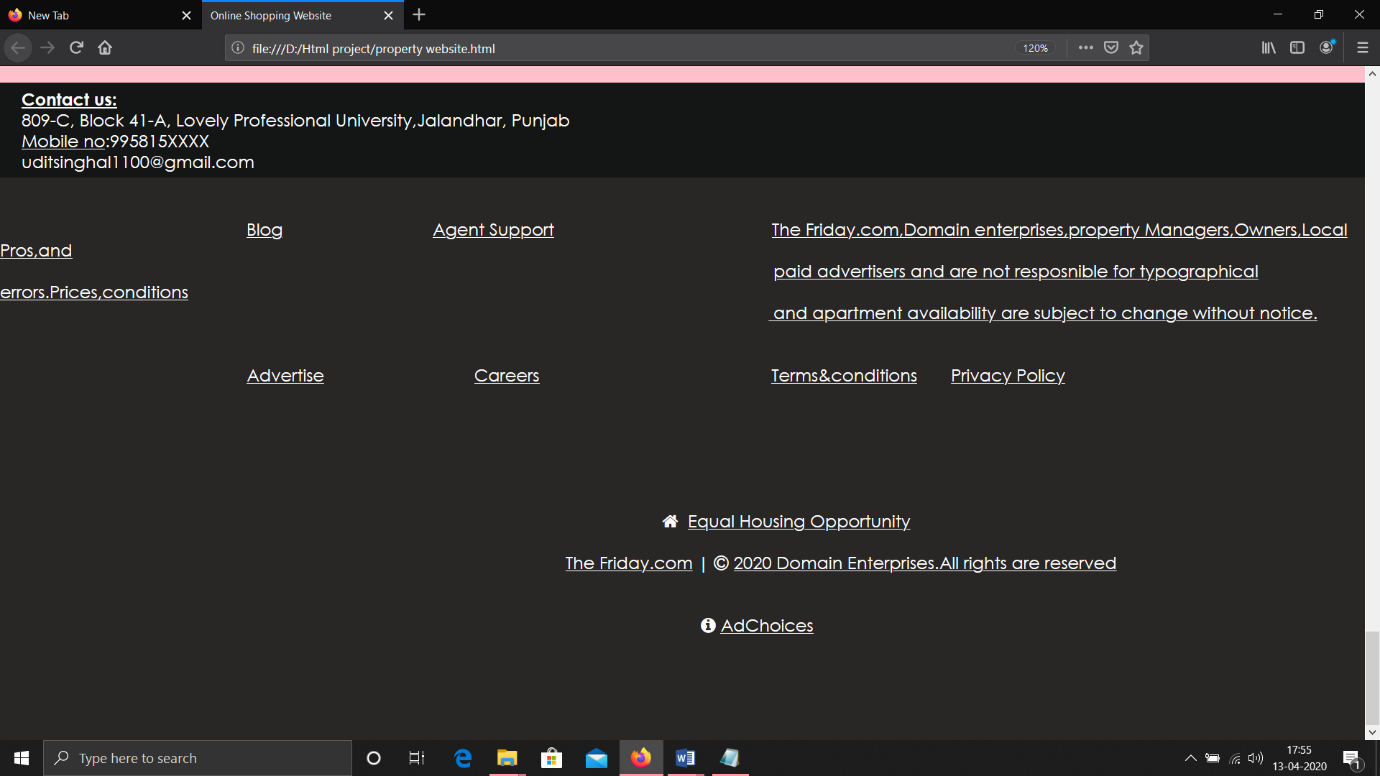 New Tab
Online Shopping Website
file:///D:/Html project/property website.html
120%
Contact us:
809-C, Block 41-A, Lovely Professional University,Jalandhar, Punjab
Mobile no:995815XXXX
uditsinghal1100@gmail.com
Blog Agent Support The Friday.com,Domain enterprises,property Managers,Owners,Local
Pros,and
paid advertisers and are not resposnible for typographical
errors.Prices,conditions
and apartment availability are subject to change without notice.
Advertise Careers Terms&conditions Privacy Policy
Equal Housing Opportunity
The Friday.com | © 2020 Domain Enterprises.All rights are reserved
AdChoices
Type here to search
17:55
13-04-2020
1